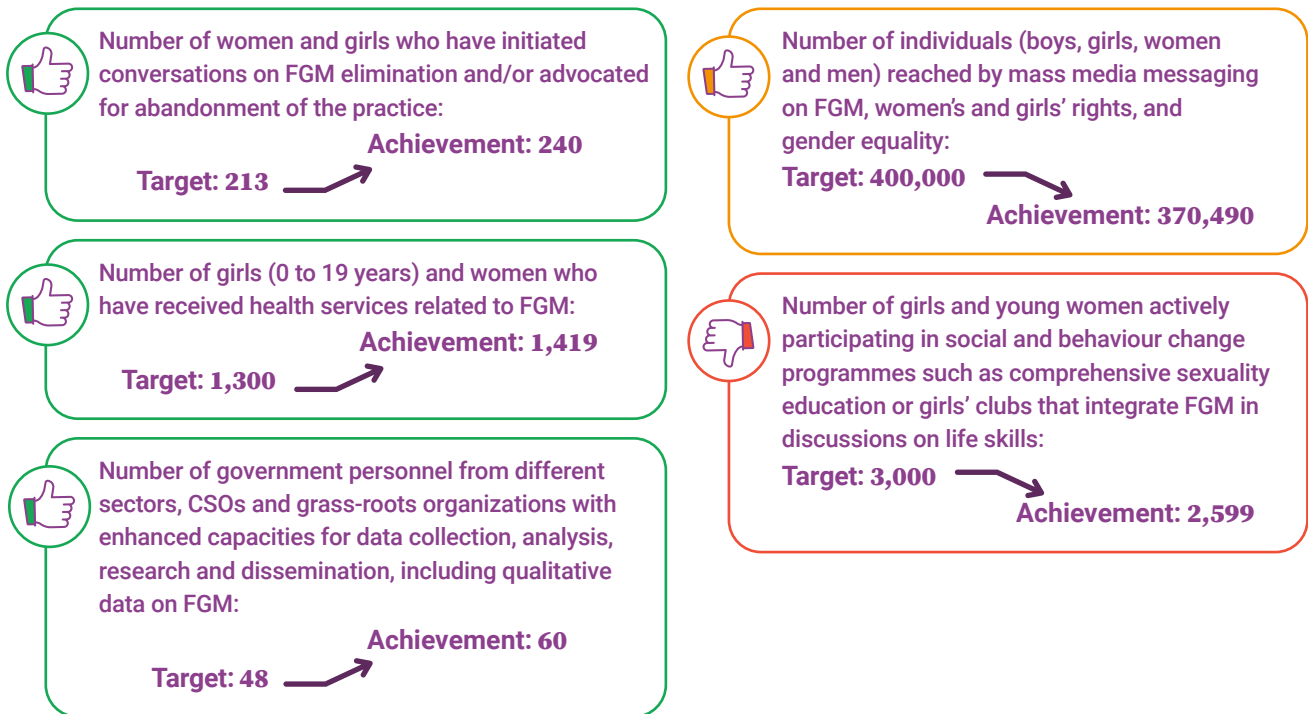 Number of women and girls who have initiated
conversations on FGM elimination and/or advocated
for abandonment of the practice:
Achievement: 240
Target: 213
Number of girls (0 to 19 years) and women who
have received health services related to FGM:
Achievement: 1,419
Target: 1,300
Number of government personnel from different
sectors, CSOs and grass-roots organizations with
enhanced capacities for data collection, analysis,
research and dissemination, including qualitative
data on FGM:
Achievement: 60
Target: 48
Number of individuals (boys, girls, women
and men) reached by mass media messaging
on FGM, women’s and girls’ rights, and
gender equality:
Target: 400,000
Achievement: 370,490
Number of girls and young women actively
participating in social and behaviour change
programmes such as comprehensive sexuality
education or girls’ clubs that integrate FGM in
discussions on life skills:
Target: 3,000
Achievement: 2,599